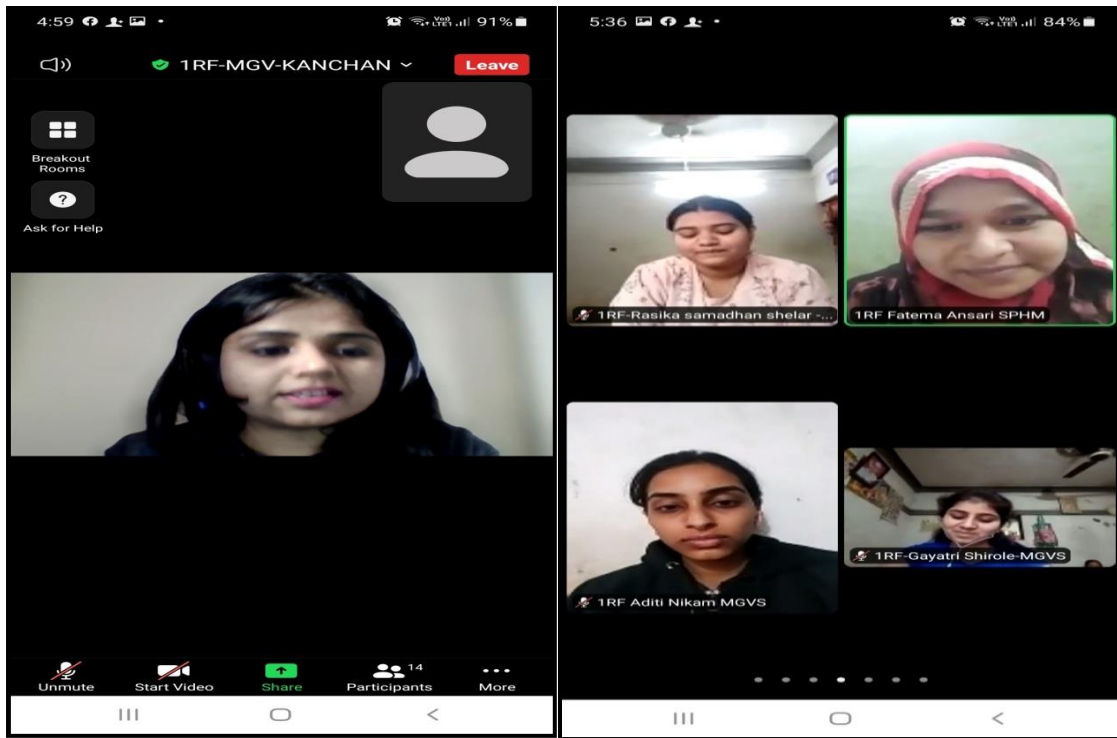 4:59
91%
1RF-MGV-KANCHAN
Leave
Breakout
Rooms
?
Ask for Help
Unmute
Start Video
Share
14
Participants
More
5:36
84%
1RF-Rasika samadhan shelar -...
1RF Fatema Ansari SPHM
1RF Aditi Nikam MGVS
1RF-Gayatri Shirole-MGVS